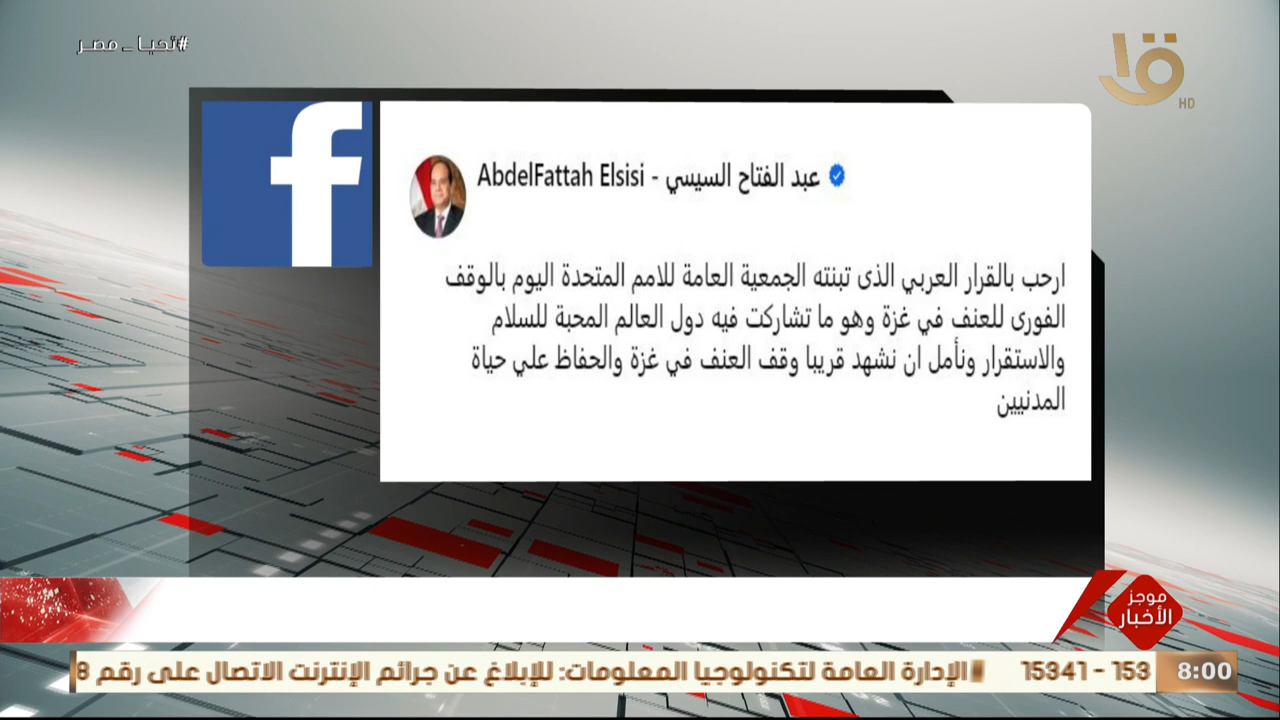 #تحيا_مصر
HD
عبد الفتاح السيسي - AbdelFattah Elsisi
ارحب بالقرار العربي الذى تبنته الجمعية العامة للامم المتحدة اليوم بالوقف
الفورى للعنف في غزة وهو ما تشاركت فيه دول العالم المحبة للسلام
والاستقرار ونأمل ان نشهد قريبا وقف العنف في غزة والحفاظ علي حياة
المدنيين
موجز
الأخبار
8:00
153 - 15341
الإدارة العامة لتكنولوجيا المعلومات: للإبلاغ عن جرائم الإنترنت الاتصال على رقم 8